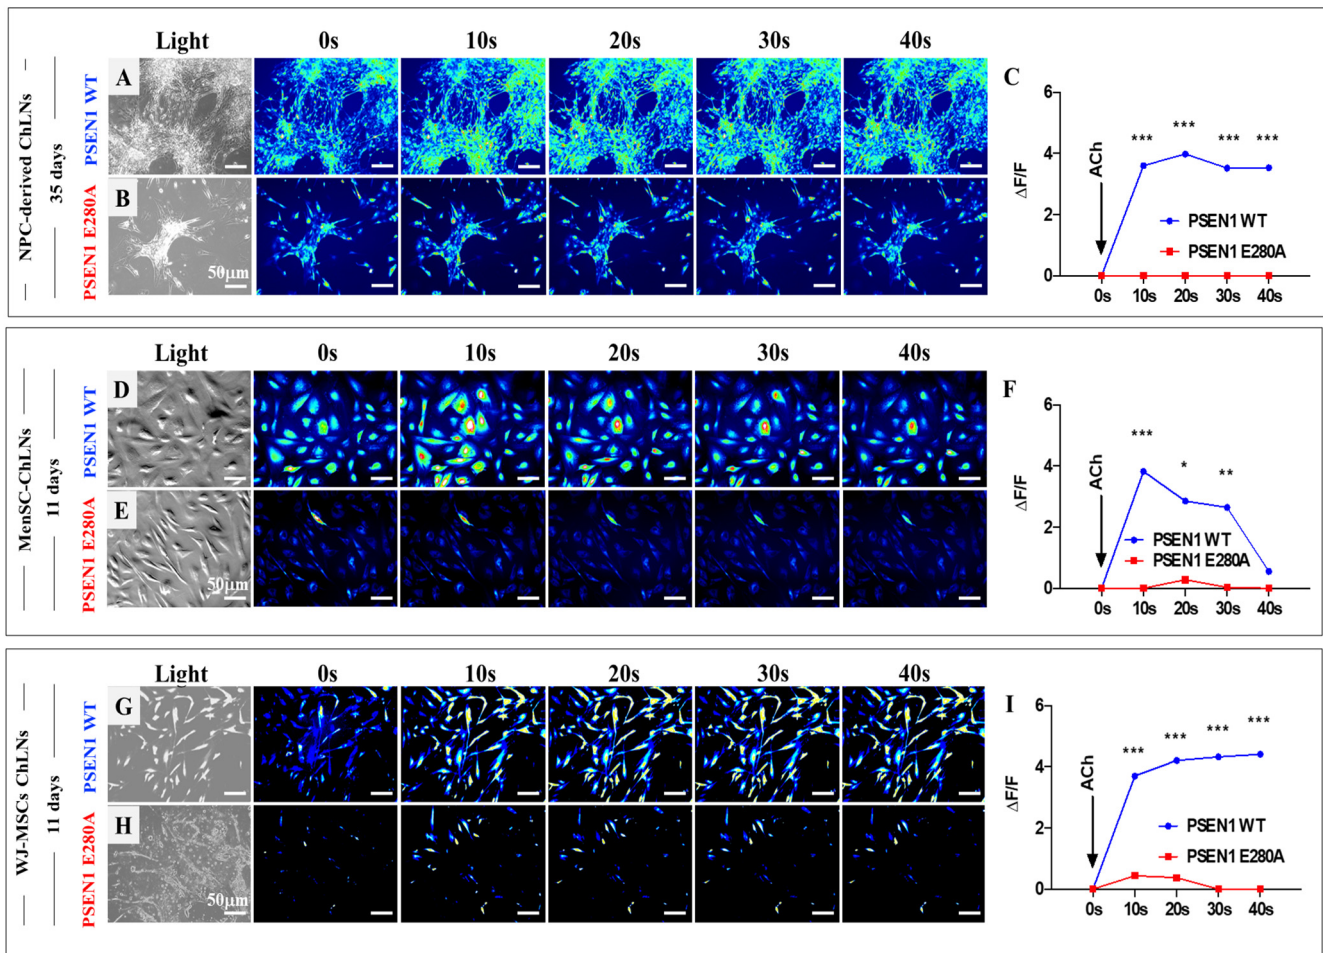 Light 0s 10s 20s 30s 40s
NPC-derived ChLNs
35 days
PSEN1 WT
A
PSEN1 E280A
B
50μm
C
ΔF/F
6
4
2
0
ACh
*** *** *** ***
PSEN1 WT
PSEN1 E280A
0s 10s 20s 30s 40s
Light 0s 10s 20s 30s 40s
MenSC-ChLNs
11 days
PSEN1 WT
D
PSEN1 E280A
E
50μm
F
ΔF/F
6
4
2
0
ACh
*** * **
PSEN1 WT
PSEN1 E280A
0s 10s 20s 30s 40s
Light 0s 10s 20s 30s 40s
WJ-MSCs ChLNs
11 days
PSEN1 WT
G
PSEN1 E280A
H
50μm
I
ΔF/F
6
4
2
0
ACh
*** *** *** ***
PSEN1 WT
PSEN1 E280A
0s 10s 20s 30s 40s